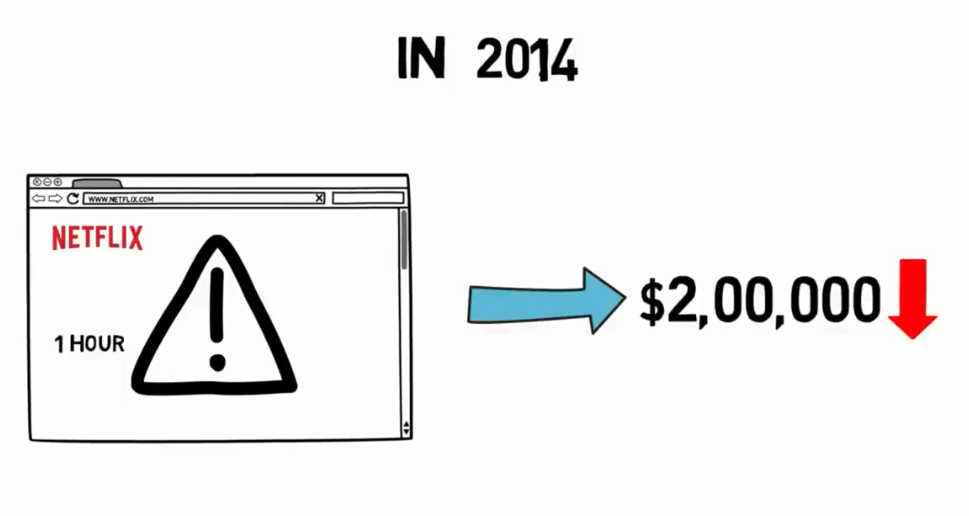 IN 2014
WWW.NETFLIX.COM
NETFLIX
1 HOUR
$2,00,000